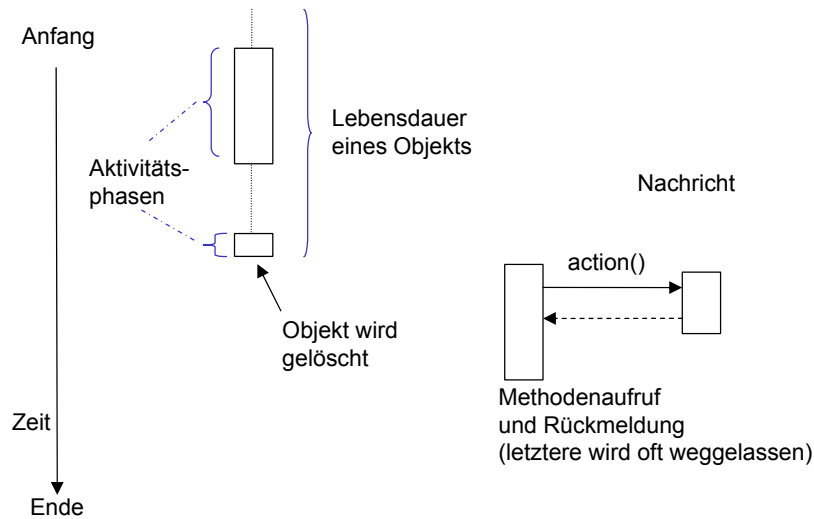 Anfang
Lebensdauer
eines Objekts
Aktivitäts-
phasen
Nachricht
action()
Objekt wird
gelöscht
Methodenaufruf
und Rückmeldung
(letztere wird oft weggelassen)
Zeit
Ende